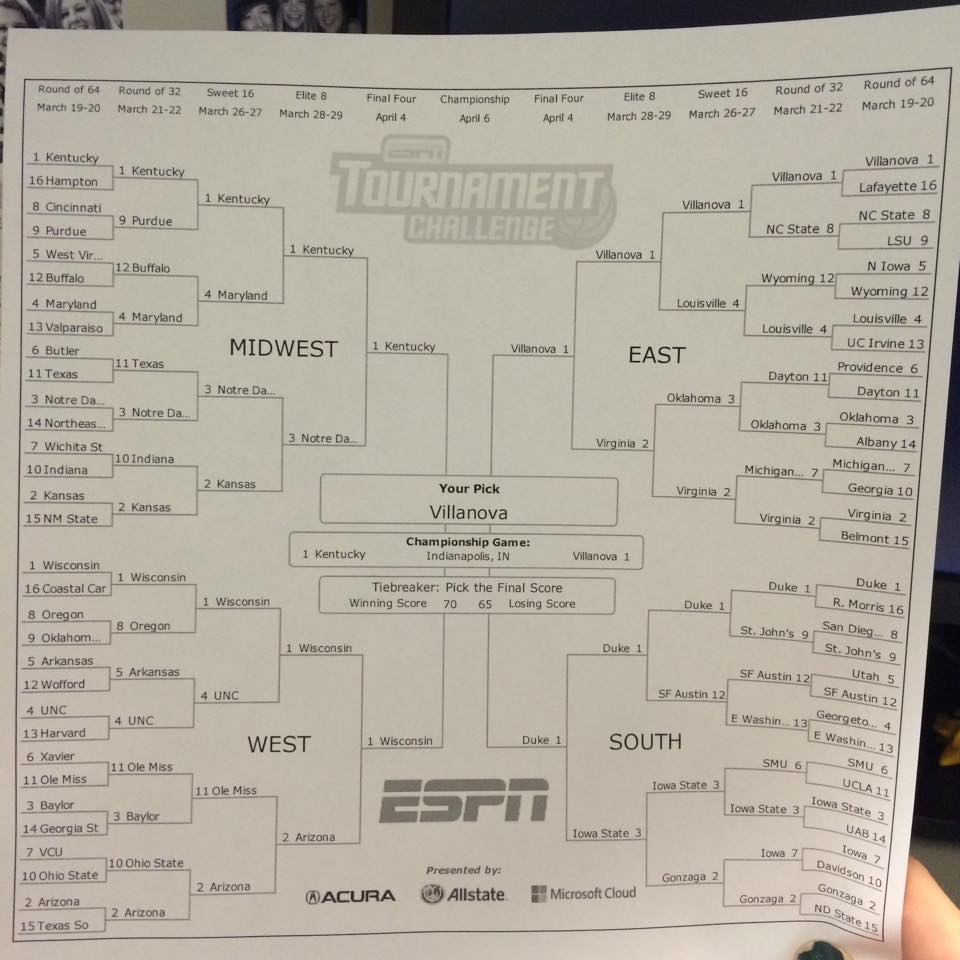 Round of 64 Round of 32 Sweet 16 Elite 8 Final Four Championship Final Four Elite 8 Sweet 16 Round of 32 Round of 64
March 19-20 March 21-22 March 26-27 March 28-29 April 4 April 6 April 4 March 28-29 March 26-27 March 21-22 March 19-20
ESPN
TOURNAMENT
CHALLENGE
MIDWEST
1 Kentucky
16 Hampton
8 Cincinnati
9 Purdue
5 West Vir...
12 Buffalo
4 Maryland
13 Valparaiso
6 Butler
11 Texas
3 Notre Da...
14 Northeas...
7 Wichita St
10 Indiana
2 Kansas
15 NM State
1 Kentucky
9 Purdue
12 Buffalo
4 Maryland
11 Texas
3 Notre Da...
10 Indiana
2 Kansas
1 Kentucky
4 Maryland
3 Notre Da...
2 Kansas
1 Kentucky
3 Notre Da...
1 Kentucky
EAST
Villanova 1
Villanova 1
Virginia 2
Villanova 1
Louisville 4
Oklahoma 3
Virginia 2
Villanova 1
NC State 8
Wyoming 12
Louisville 4
Dayton 11
Oklahoma 3
Michigan... 7
Virginia 2
Villanova 1
Lafayette 16
NC State 8
LSU 9
N Iowa 5
Wyoming 12
Louisville 4
UC Irvine 13
Providence 6
Dayton 11
Oklahoma 3
Albany 14
Michigan... 7
Georgia 10
Virginia 2
Belmont 15
Your Pick
Villanova
Championship Game:
1 Kentucky Indianapolis, IN Villanova 1
Tiebreaker: Pick the Final Score
Winning Score 70 65 Losing Score
WEST
1 Wisconsin
16 Coastal Car
8 Oregon
9 Oklahom...
5 Arkansas
12 Wofford
4 UNC
13 Harvard
6 Xavier
11 Ole Miss
3 Baylor
14 Georgia St
7 VCU
10 Ohio State
2 Arizona
15 Texas So
1 Wisconsin
8 Oregon
5 Arkansas
4 UNC
11 Ole Miss
3 Baylor
10 Ohio State
2 Arizona
1 Wisconsin
4 UNC
11 Ole Miss
2 Arizona
1 Wisconsin
2 Arizona
1 Wisconsin
SOUTH
Duke 1
Duke 1
Iowa State 3
Duke 1
SF Austin 12
Iowa State 3
Gonzaga 2
Duke 1
St. John's 9
SF Austin 12
E Washin... 13
SMU 6
Iowa State 3
Iowa 7
Gonzaga 2
Duke 1
R. Morris 16
San Dieg... 8
St. John's 9
Utah 5
SF Austin 12
Georgeto... 4
E Washin... 13
SMU 6
UCLA 11
Iowa State 3
UAB 14
Iowa 7
Davidson 10
Gonzaga 2
ND State 15
ESPN
Presented by:
ACURA Allstate. Microsoft Cloud